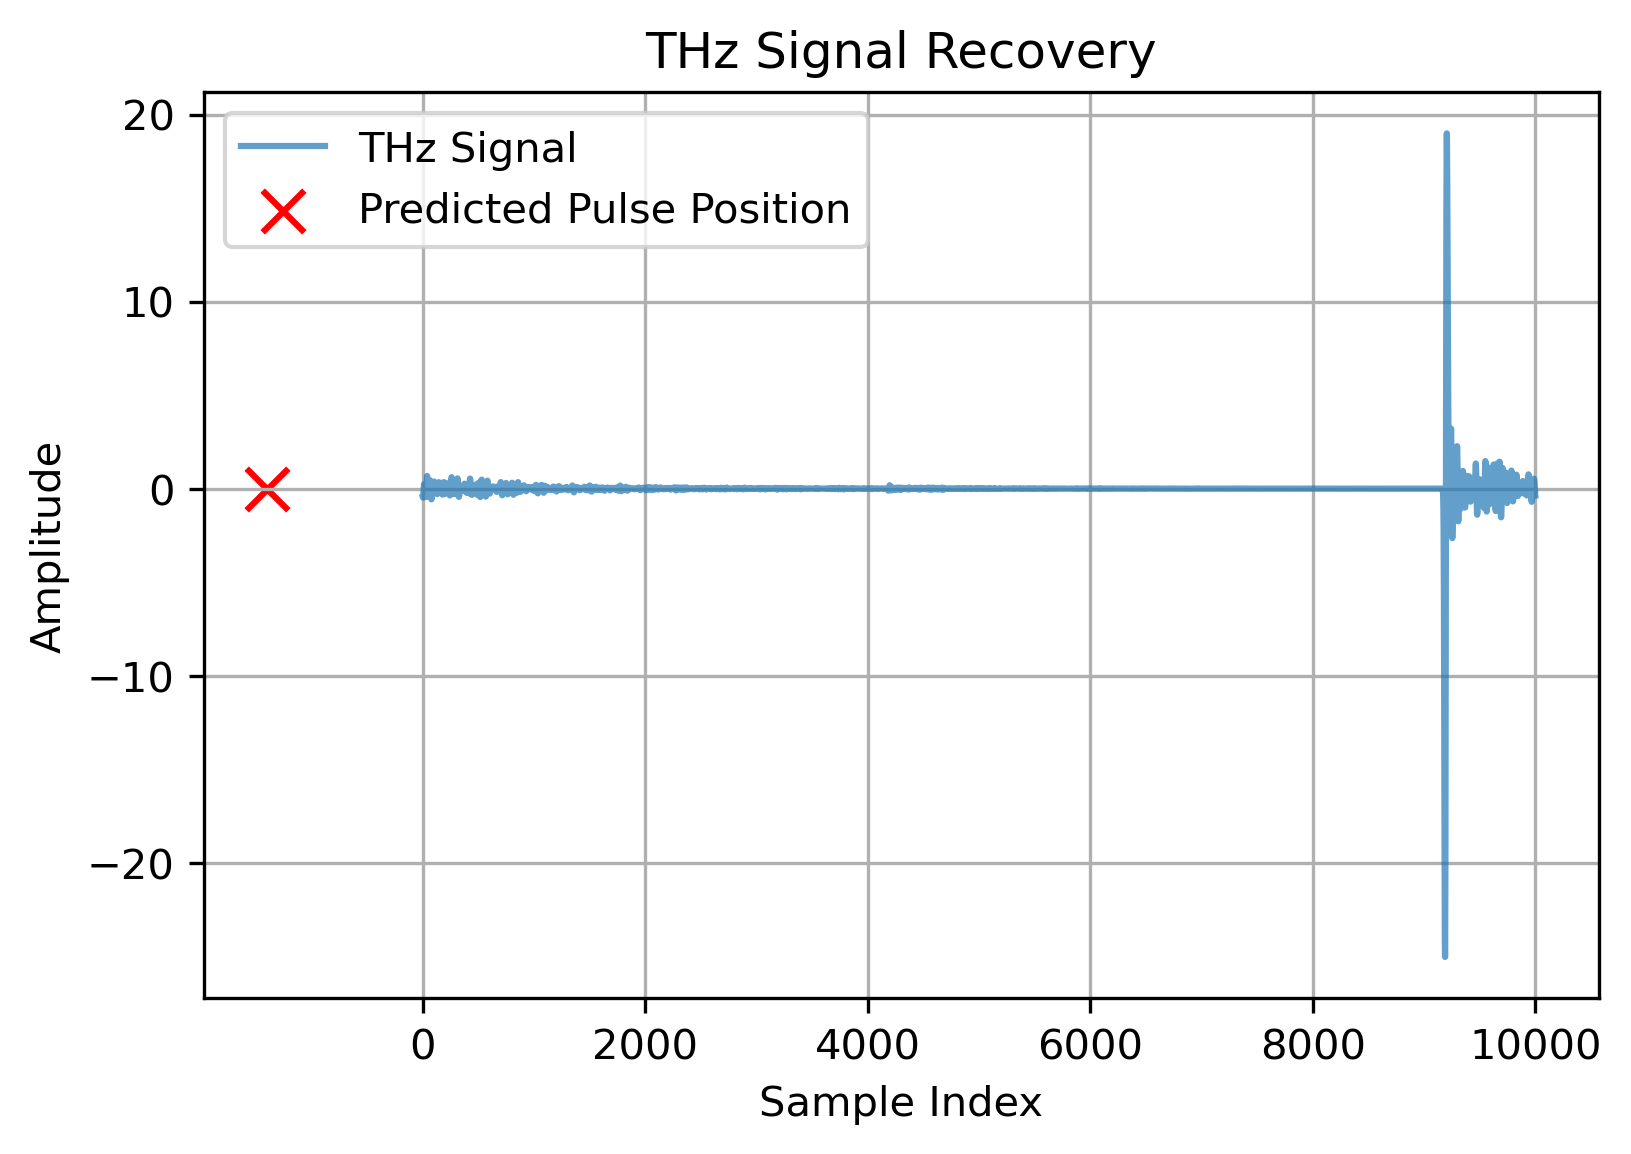 THz Signal Recovery
THz Signal
Predicted Pulse Position
20
10
0
−10
−20
Amplitude
0 2000 4000 6000 8000 10000
Sample Index